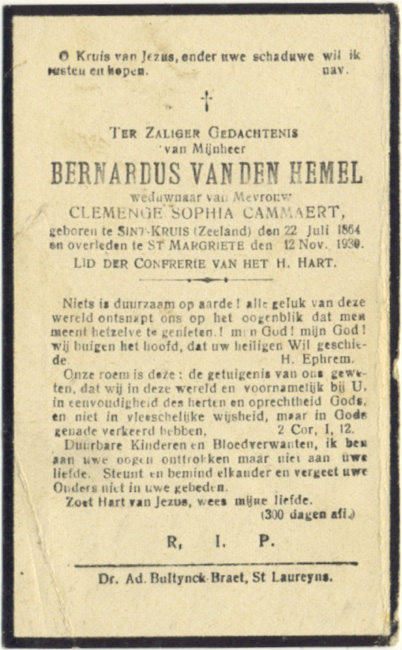 O Kruis van Jezus, onder uwe schaduwe wil ik
rusten en hopen. nav.
†
TER ZALIGER GEDACHTENIS
van Mijnheer
BERNARDUS VAN DEN HEMEL
weduwnaar van Mevrouw
CLEMENCE SOPHIA CAMMAERT,
geboren te SINT-KRUIS (Zeeland) den 22 Juli 1864
en overleden te ST MARGRIETE den 12 Nov. 1930.
LID DER CONFRERIE VAN HET H. HART.
Niets is duurzaam op aarde! alle geluk van deze
wereld ontsnapt ons op het oogenblik dat men
meent hetzelve te genieten! mijn God! mijn God!
wij buigen het hoofd, dat uw heiligen Wil geschie-
de. H. Ephrem.
Onze roem is deze: de getuigenis van ons gewe-
ten, dat wij in deze wereld en voornamelijk bij U,
in eenvoudigheid des herten en oprechtheid Gods,
en niet in vleeschelijke wijsheid, maar in Gods
genade verkeerd hebben, 2 Cor, I, 12.
Duurbare Kinderen en Bloedverwanten, ik ben
aan uwe oogen onttrokken maar niet aan uwe
liefde. Steunt en bemind elkander en vergeet uwe
Ouders niet in uwe gebeden.
Zoet Hart van Jezus, wees mijne liefde.
(300 dagen afl.)
R. I. P.
Dr. Ad. Bultynck-Braet, St Laureyns.